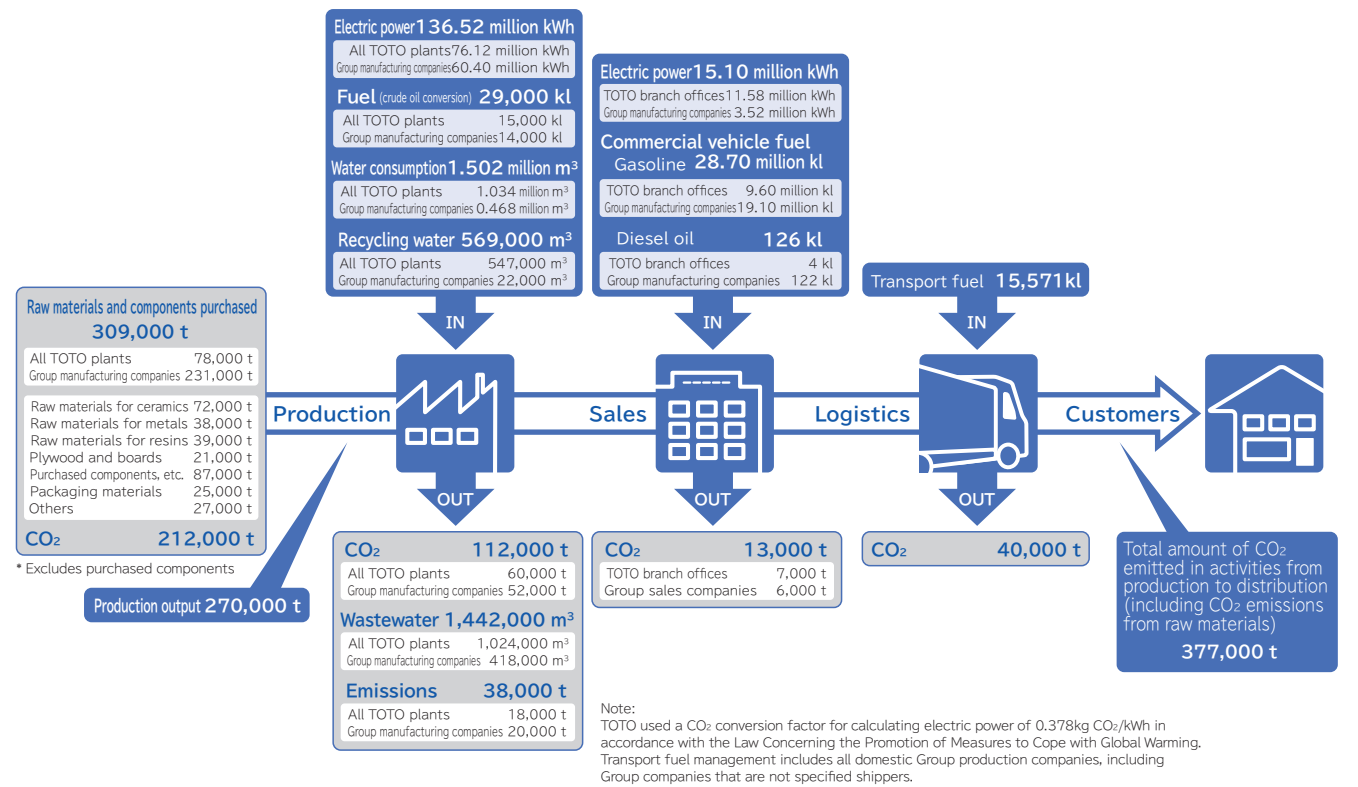 Electric power 136.52 million kWh
All TOTO plants 76.12 million kWh
Group manufacturing companies 60.40 million kWh
Fuel (crude oil conversion) 29,000 kl
All TOTO plants 15,000 kl
Group manufacturing companies 14,000 kl
Water consumption 1.502 million m³
All TOTO plants 1.034 million m³
Group manufacturing companies 0.468 million m³
Recycling water 569,000 m³
All TOTO plants 547,000 m³
Group manufacturing companies 22,000 m³
IN
Electric power 15.10 million kWh
TOTO branch offices 11.58 million kWh
Group manufacturing companies 3.52 million kWh
Commercial vehicle fuel
Gasoline 28.70 million kl
TOTO branch offices 9.60 million kl
Group manufacturing companies 19.10 million kl
Diesel oil 126 kl
TOTO branch offices 4 kl
Group manufacturing companies 122 kl
IN
Transport fuel 15,571 kl
IN
Raw materials and components purchased
309,000 t
All TOTO plants 78,000 t
Group manufacturing companies 231,000 t
Raw materials for ceramics 72,000 t
Raw materials for metals 38,000 t
Raw materials for resins 39,000 t
Plywood and boards 21,000 t
Purchased components, etc. 87,000 t
Packaging materials 25,000 t
Others 27,000 t
CO₂ 212,000 t
* Excludes purchased components
Production output 270,000 t
Production
Sales
Logistics
Customers
OUT
CO₂ 112,000 t
All TOTO plants 60,000 t
Group manufacturing companies 52,000 t
Wastewater 1,442,000 m³
All TOTO plants 1,024,000 m³
Group manufacturing companies 418,000 m³
Emissions 38,000 t
All TOTO plants 18,000 t
Group manufacturing companies 20,000 t
OUT
CO₂ 13,000 t
TOTO branch offices 7,000 t
Group sales companies 6,000 t
OUT
CO₂ 40,000 t
Total amount of CO₂
emitted in activities from
production to distribution
(including CO₂ emissions
from raw materials)
377,000 t
Note:
TOTO used a CO₂ conversion factor for calculating electric power of 0.378kg CO₂/kWh in
accordance with the Law Concerning the Promotion of Measures to Cope with Global Warming.
Transport fuel management includes all domestic Group production companies, including
Group companies that are not specified shippers.